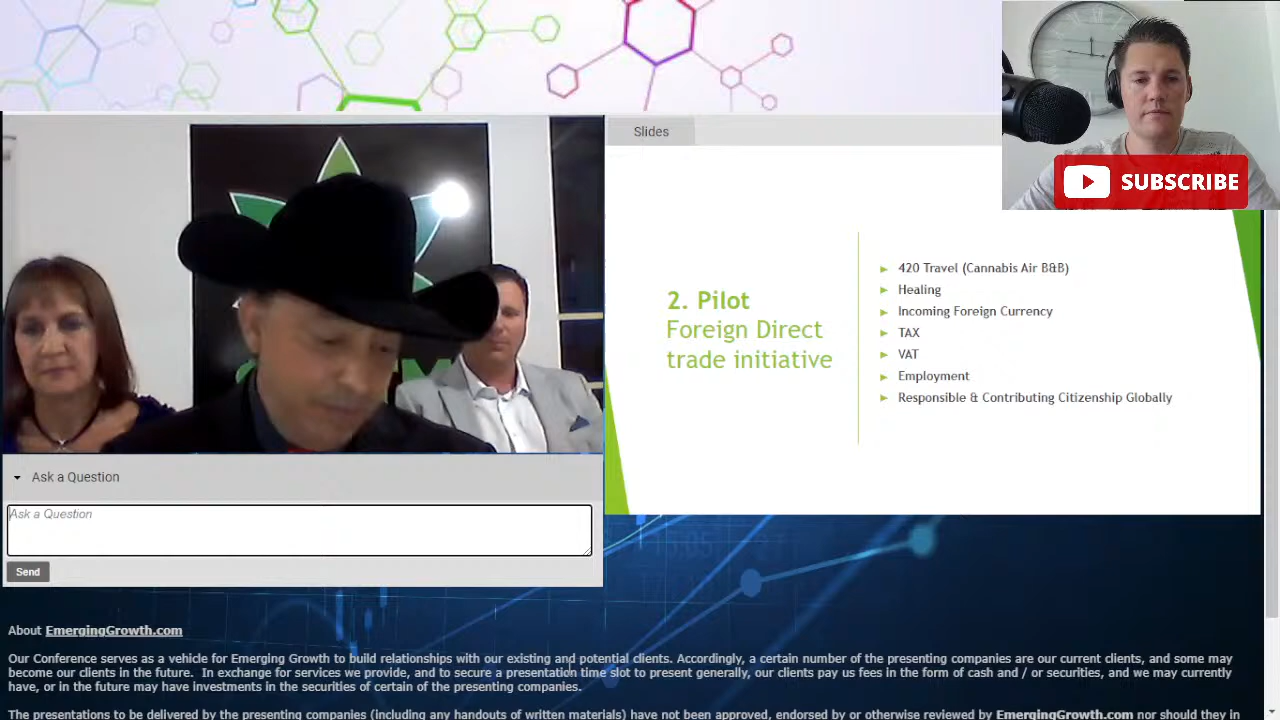 Slides
SUBSCRIBE
2. Pilot
Foreign Direct
trade initiative
► 420 Travel (Cannabis Air B&B)
► Healing
► Incoming Foreign Currency
► TAX
► VAT
► Employment
► Responsible & Contributing Citizenship Globally
Ask a Question
Ask a Question
Send
About EmergingGrowth.com
Our Conference serves as a vehicle for Emerging Growth to build relationships with our existing and potential clients. Accordingly, a certain number of the presenting companies are our current clients, and some may
become our clients in the future. In exchange for services we provide, and to secure a presentation time slot to present generally, our clients pay us fees in the form of cash and / or securities, and we may currently
have, or in the future may have investments in the securities of certain of the presenting companies.
The presentations to be delivered by the presenting companies (including any handouts of written materials) have not been approved, endorsed by or otherwise reviewed by EmergingGrowth.com nor should they in